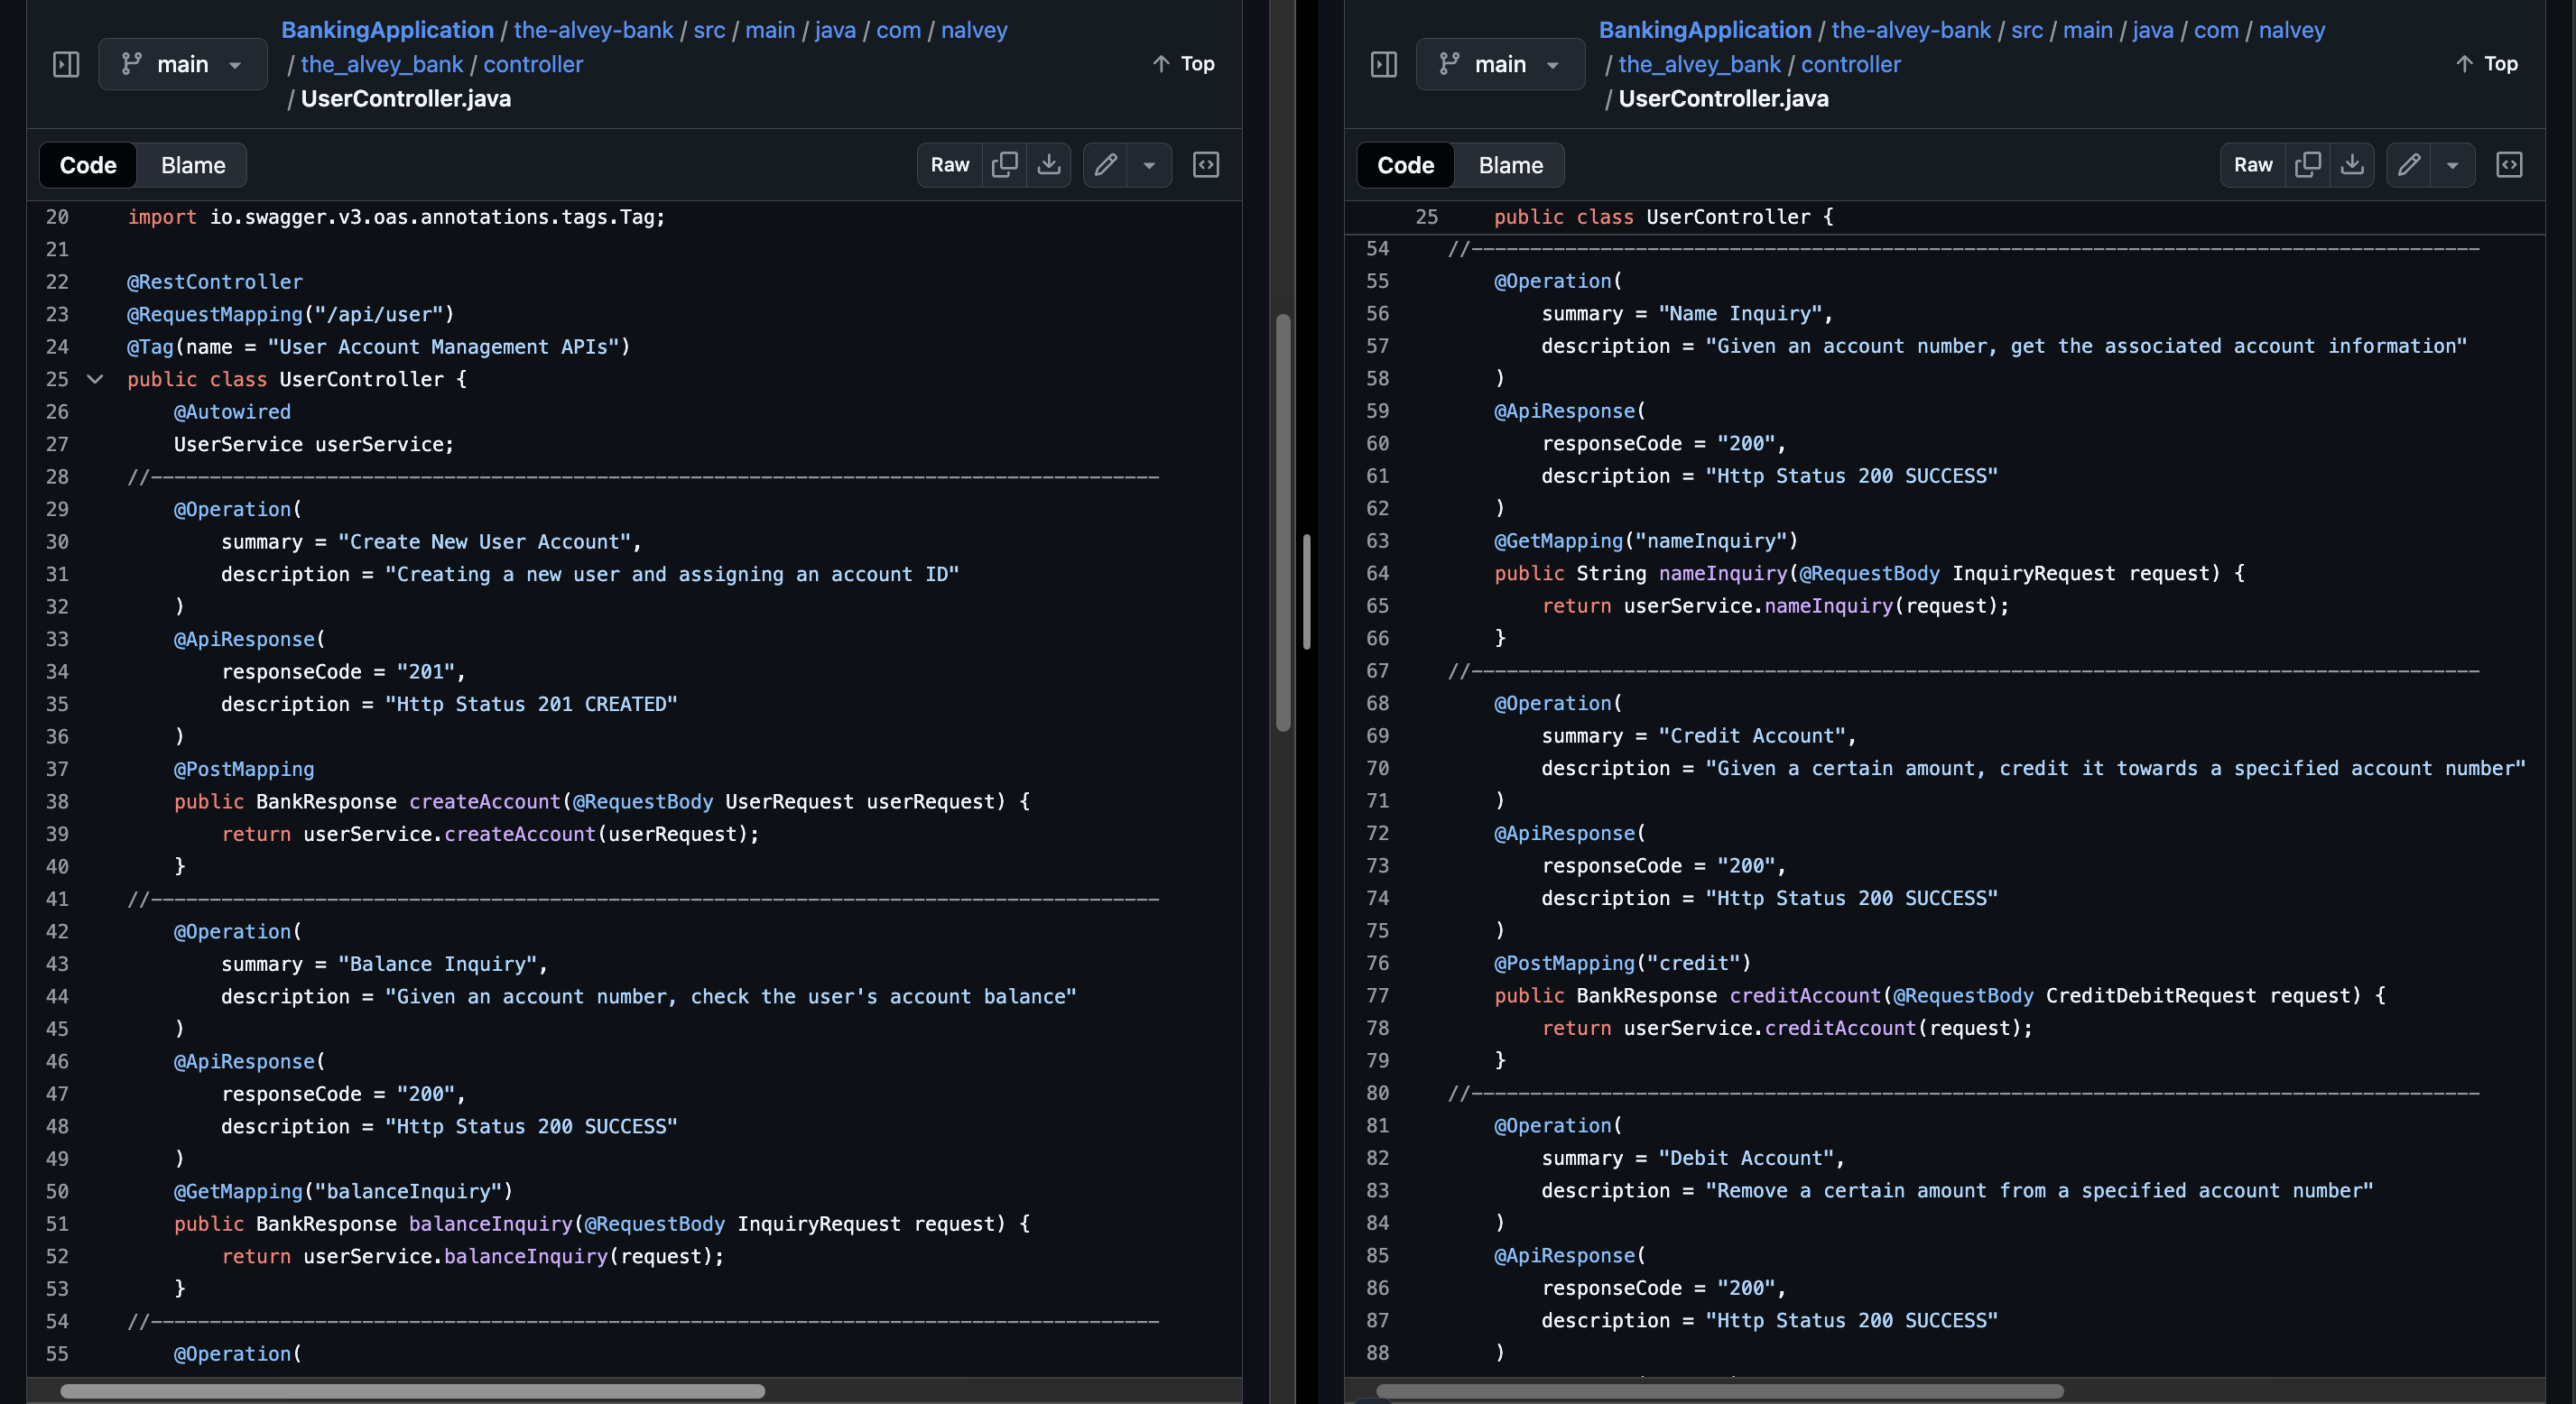 BankingApplication / the-alvey-bank / src / main / java / com / nalvey
/ the_alvey_bank / controller
/ UserController.java
main
Top
Code
Blame
Raw
20 import io.swagger.v3.oas.annotations.tags.Tag;
21
22 @RestController
23 @RequestMapping("/api/user")
24 @Tag(name = "User Account Management APIs")
25 public class UserController {
26     @Autowired
27     UserService userService;
28 //--------------------------------------------------------------------------------------
29     @Operation(
30         summary = "Create New User Account",
31         description = "Creating a new user and assigning an account ID"
32     )
33     @ApiResponse(
34         responseCode = "201",
35         description = "Http Status 201 CREATED"
36     )
37     @PostMapping
38     public BankResponse createAccount(@RequestBody UserRequest userRequest) {
39         return userService.createAccount(userRequest);
40     }
41 //--------------------------------------------------------------------------------------
42     @Operation(
43         summary = "Balance Inquiry",
44         description = "Given an account number, check the user's account balance"
45     )
46     @ApiResponse(
47         responseCode = "200",
48         description = "Http Status 200 SUCCESS"
49     )
50     @GetMapping("balanceInquiry")
51     public BankResponse balanceInquiry(@RequestBody InquiryRequest request) {
52         return userService.balanceInquiry(request);
53     }
54 //--------------------------------------------------------------------------------------
55     @Operation(
BankingApplication / the-alvey-bank / src / main / java / com / nalvey
/ the_alvey_bank / controller
/ UserController.java
main
Top
Code
Blame
Raw
25 public class UserController {
54 //--------------------------------------------------------------------------------------
55     @Operation(
56         summary = "Name Inquiry",
57         description = "Given an account number, get the associated account information"
58     )
59     @ApiResponse(
60         responseCode = "200",
61         description = "Http Status 200 SUCCESS"
62     )
63     @GetMapping("nameInquiry")
64     public String nameInquiry(@RequestBody InquiryRequest request) {
65         return userService.nameInquiry(request);
66     }
67 //--------------------------------------------------------------------------------------
68     @Operation(
69         summary = "Credit Account",
70         description = "Given a certain amount, credit it towards a specified account number"
71     )
72     @ApiResponse(
73         responseCode = "200",
74         description = "Http Status 200 SUCCESS"
75     )
76     @PostMapping("credit")
77     public BankResponse creditAccount(@RequestBody CreditDebitRequest request) {
78         return userService.creditAccount(request);
79     }
80 //--------------------------------------------------------------------------------------
81     @Operation(
82         summary = "Debit Account",
83         description = "Remove a certain amount from a specified account number"
84     )
85     @ApiResponse(
86         responseCode = "200",
87         description = "Http Status 200 SUCCESS"
88     )